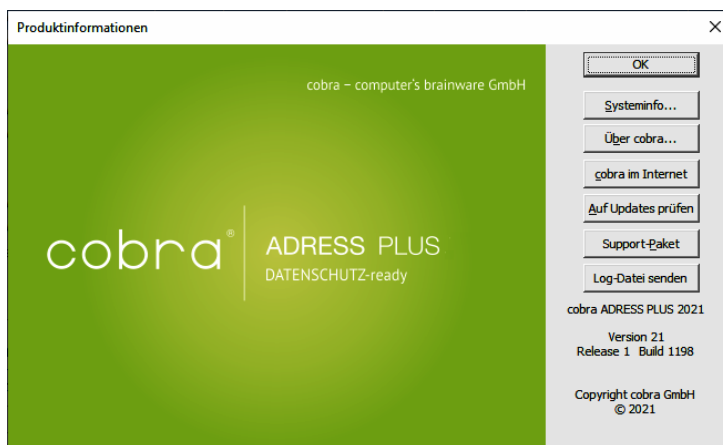 Produktinformationen
cobra – computer's brainware GmbH
cobra®
ADRESS PLUS
DATENSCHUTZ-ready
OK
Systeminfo...
Über cobra...
cobra im Internet
Auf Updates prüfen
Support-Paket
Log-Datei senden
cobra ADRESS PLUS 2021
Version 21
Release 1 Build 1198
Copyright cobra GmbH
© 2021